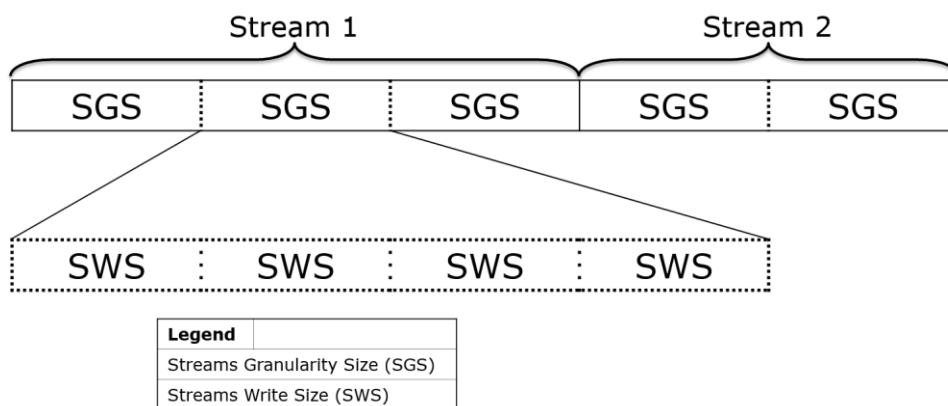 Stream 1 Stream 2
SGS SGS SGS SGS SGS
SWS SWS SWS SWS
Legend
Streams Granularity Size (SGS)
Streams Write Size (SWS)